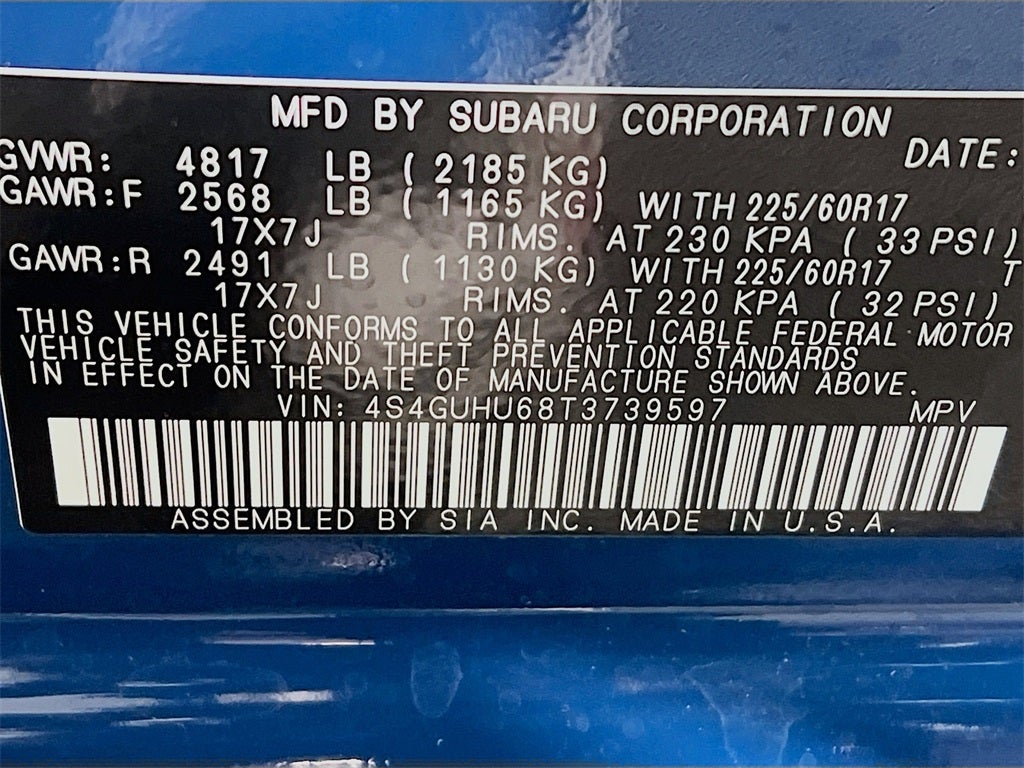 MFD BY SUBARU CORPORATION
GVWR: 4817 LB ( 2185 KG) DATE:
GAWR:F 2568 LB ( 1165 KG) WITH 225/60R17
17X7J RIMS. AT 230 KPA ( 33 PSI)
GAWR:R 2491 LB ( 1130 KG) WITH 225/60R17 T
17X7J RIMS. AT 220 KPA ( 32 PSI)
THIS VEHICLE CONFORMS TO ALL APPLICABLE FEDERAL MOTOR
VEHICLE SAFETY AND THEFT PREVENTION STANDARDS
IN EFFECT ON THE DATE OF MANUFACTURE SHOWN ABOVE.
VIN: 4S4GUHU68T3739597 MPV
ASSEMBLED BY SIA INC. MADE IN U.S.A.